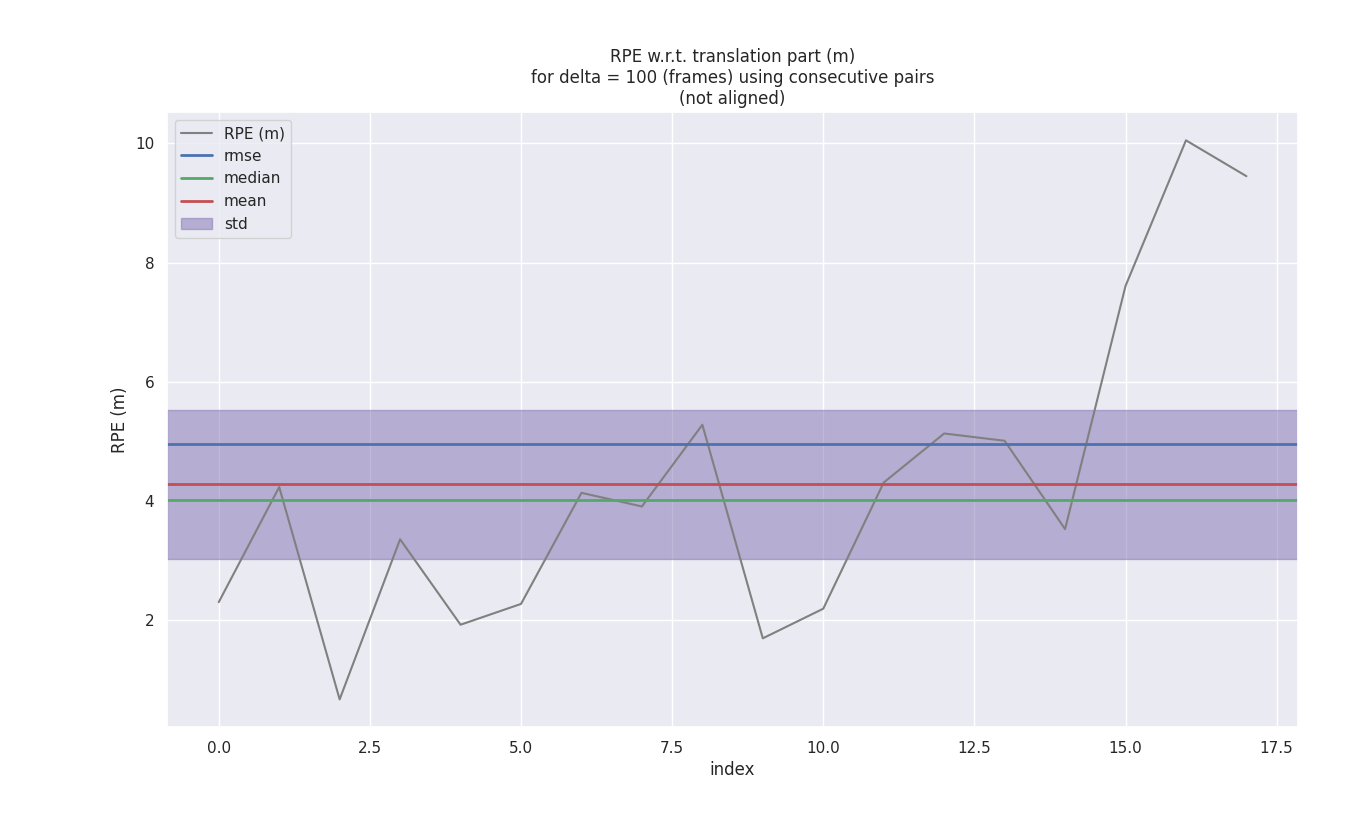 RPE w.r.t. translation part (m)
for delta = 100 (frames) using consecutive pairs
(not aligned)
RPE (m)
rmse
median
mean
std
10
8
6
4
2
RPE (m)
0.0 2.5 5.0 7.5 10.0 12.5 15.0 17.5
index